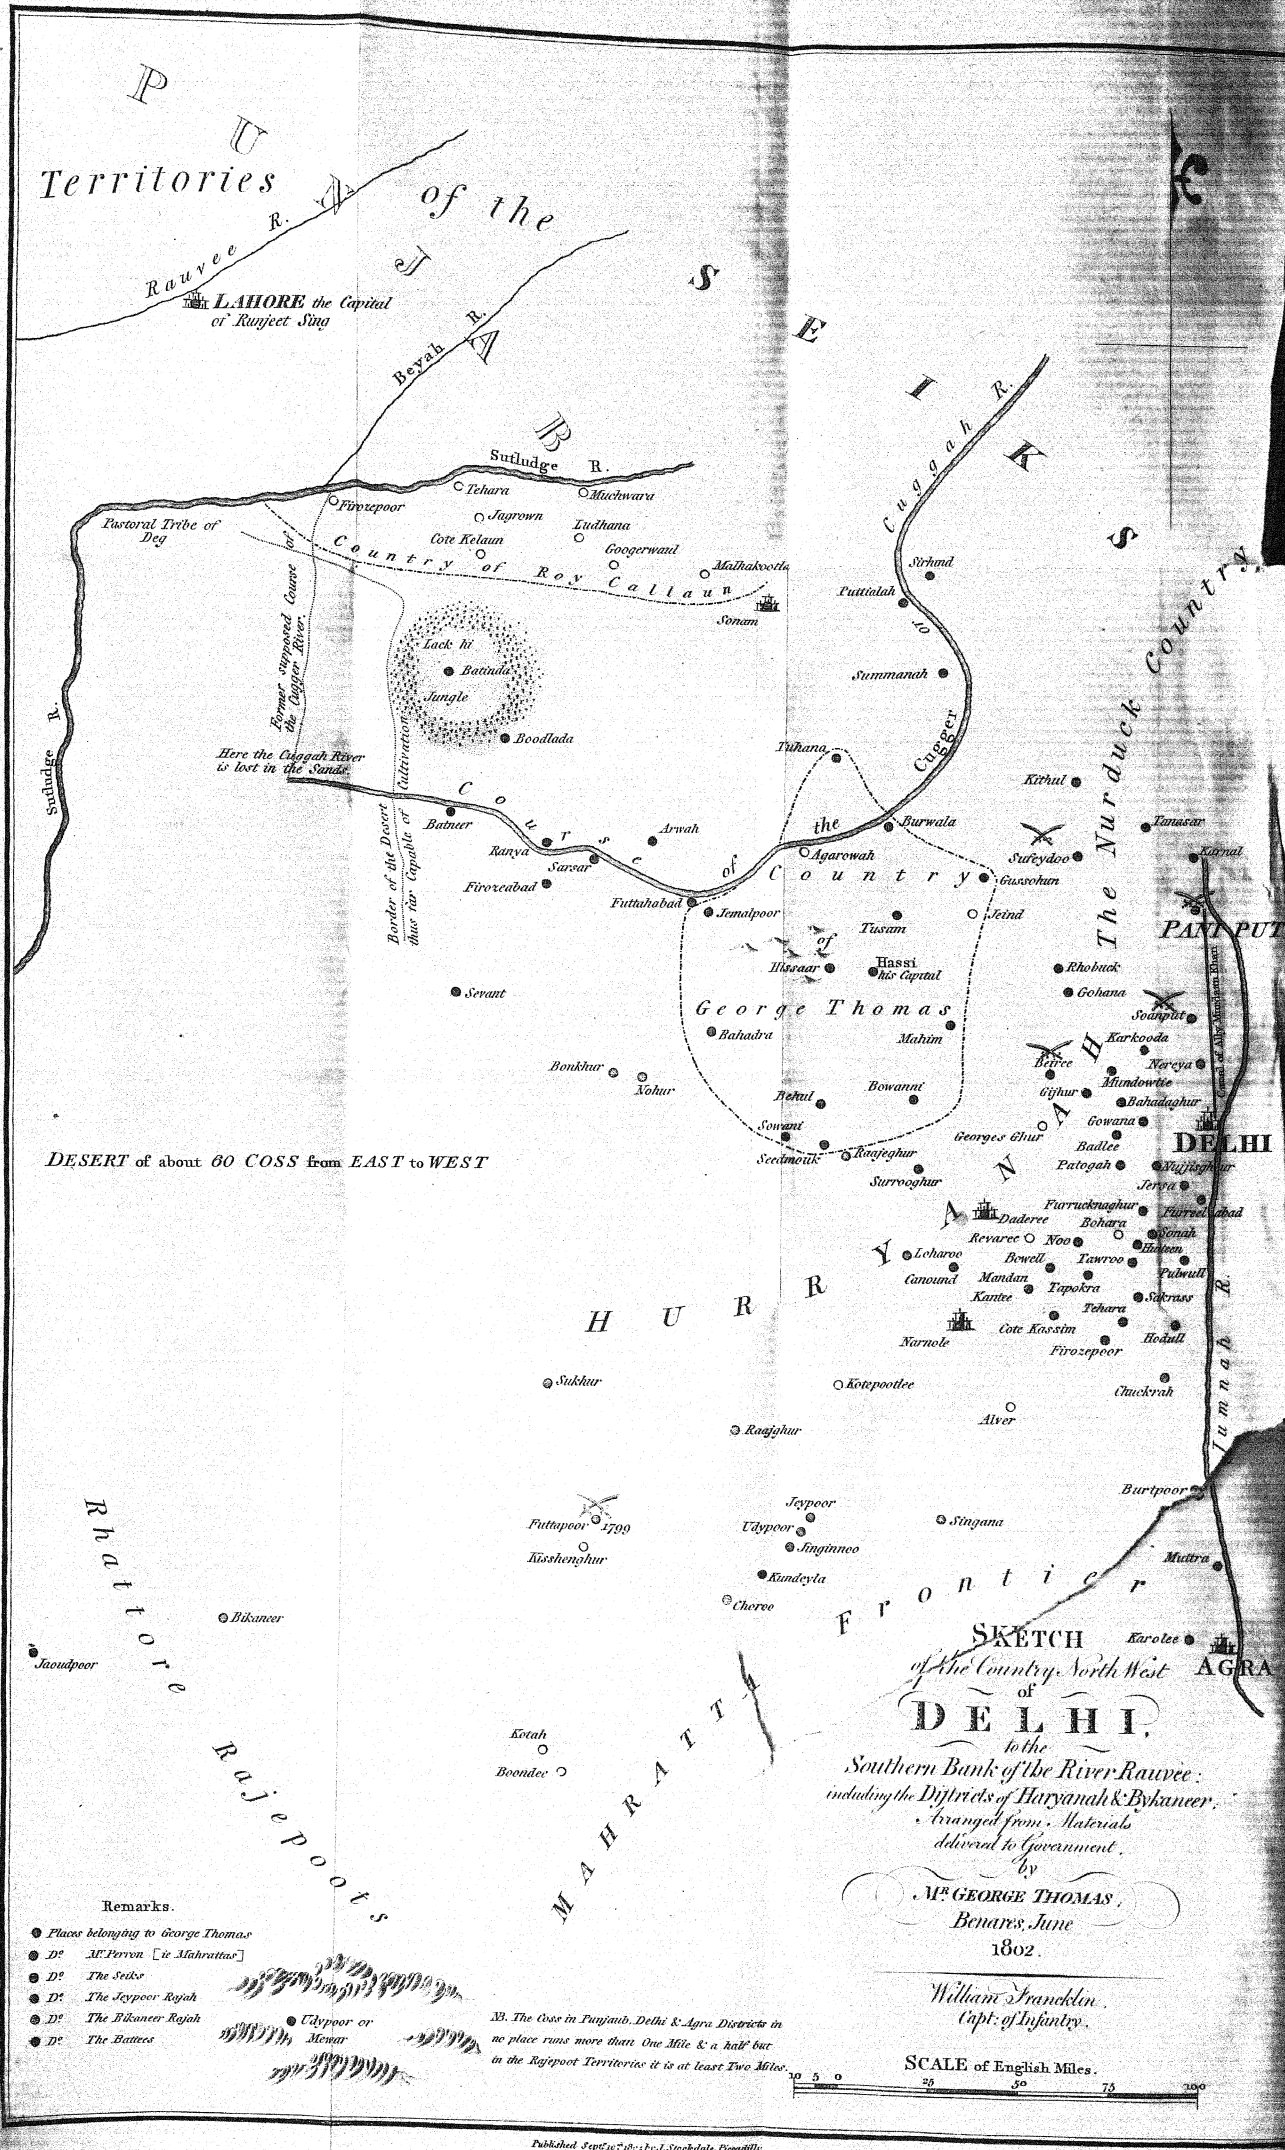 PUNJAB
Territories
of the
SEIKS
Rauvee R.
LAHORE the Capital
of Runjeet Sing
Beyah R.
Cuggah R.
Sutludge R.
Firozepoor
Tehara
Muchwara
Jagrown
Ludhana
Cote Kelaun
Googerwaul
Malhakootla
Pastoral Tribe of
Deg
Country of Roy Callaun
Sonam
Sirhind
Puttialah
or
Former supposed Course of
the Cugger River.
Lack hi
Batinda
Jungle
Boodlada
Summanah
Cugger
Sutludge R.
Here the Cuggah River
is lost in the Sands.
Tuhana
Kithul
The Nurduck Country
Course of the
Batneer
Ranya
Sarsar
Arwah
Burwala
Agarowah
Tanasar
Sufeydoo
Karnal
Border of the Desert
thus far Capable of Cultivation
Firozeabad
Futtahabad
Jemalpoor
Country
of
George Thomas
Gussohun
Tusam
Jeind
PANIPUT
Hissaar
Hassi
his Capital
Rhobuck
Gohana
Sevant
Soanput
Canal of Ally Murdaun Khan
Bahadra
Mahim
Karkooda
Beiree
Nereya
Bonkhur
Nohur
Mundowtie
Gijhur
Bahadaghur
Behul
Bowanni
Gowana
Georges Ghur
Badlee
DELHI
Sowani
Seedmouk
Raajeghur
Surrooghur
Patogah
Nujjisghur
Jersa
DESERT of about 60 COSS from EAST to WEST
Furrucknaghur
Daderee
Bohara
Sonah
Revaree
Noo
Loharoo
Canound
Bowell
Tawroo
Pulwull
Mandan
Kantee
Tapokra
Sakrass
Tehara
HURRYANAH
Narnole
Cote Kassim
Firozepoor
Hodull
Jumnah R.
Sukhur
Kotepootlee
Chuckrah
Alver
Raajghur
Burtpoor
Futtapoor 1799
Kisshenghur
Jeypoor
Udypoor
Singana
Jinginnoo
Kundeyla
Choroo
Muttra
Bikaneer
Jaoudpoor
Rhattore Rajepoots
MAHRATTA Frontier
Karolee
AGRA
Kotah
Boondee
SKETCH
of the Country North West
of
DELHI,
to the
Southern Bank of the River Rauvee:
including the Districts of Haryanah & Bykaneer.
Arranged from Materials
delivered to Government,
by
Mr. GEORGE THOMAS,
Benares, June
1802.
William Francklin.
Capt: of Infantry.
Remarks.
Places belonging to George Thomas
Do. Mr. Perron [ie Mahrattas]
Do. The Seiks
Do. The Jeypoor Rajah
Do. The Bikaneer Rajah
Do. The Battees
Udypoor or
Mewar
NB. The Coss in Punjaub, Delhi & Agra Districts in
no place runs more than One Mile & a half but
in the Rajepoot Territories it is at least Two Miles.
SCALE of English Miles.
10 5 0 25 50 75 100
by J. Stockdale, Piccadilly